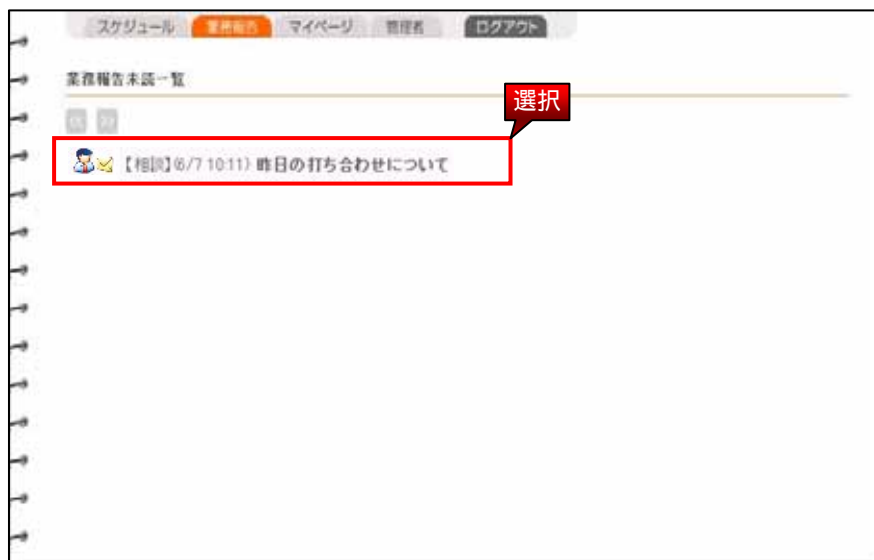 スケジュール 業務報告 マイページ 管理者 ログアウト
業務報告未読一覧
選択
<< >>
【相談】(6/7 10:11) 昨日の打ち合わせについて